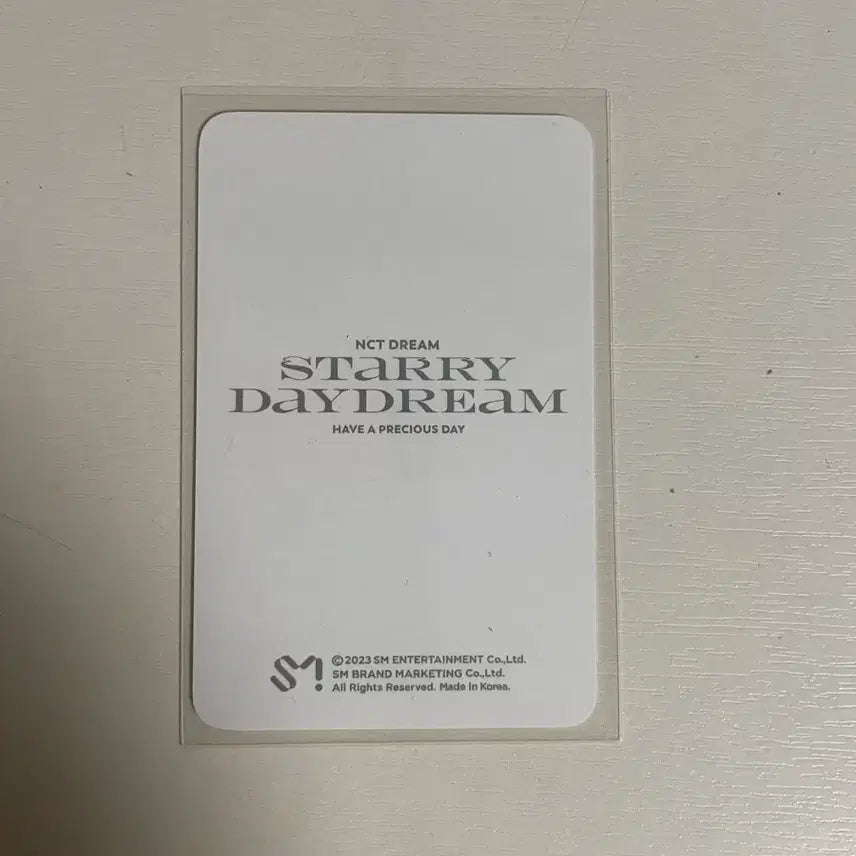 NCT DREAM
STaRRY
DaYDREaM
HAVE A PRECIOUS DAY
SM!
©2023 SM ENTERTAINMENT Co.,Ltd.
SM BRAND MARKETING Co.,Ltd.
All Rights Reserved. Made In Korea.